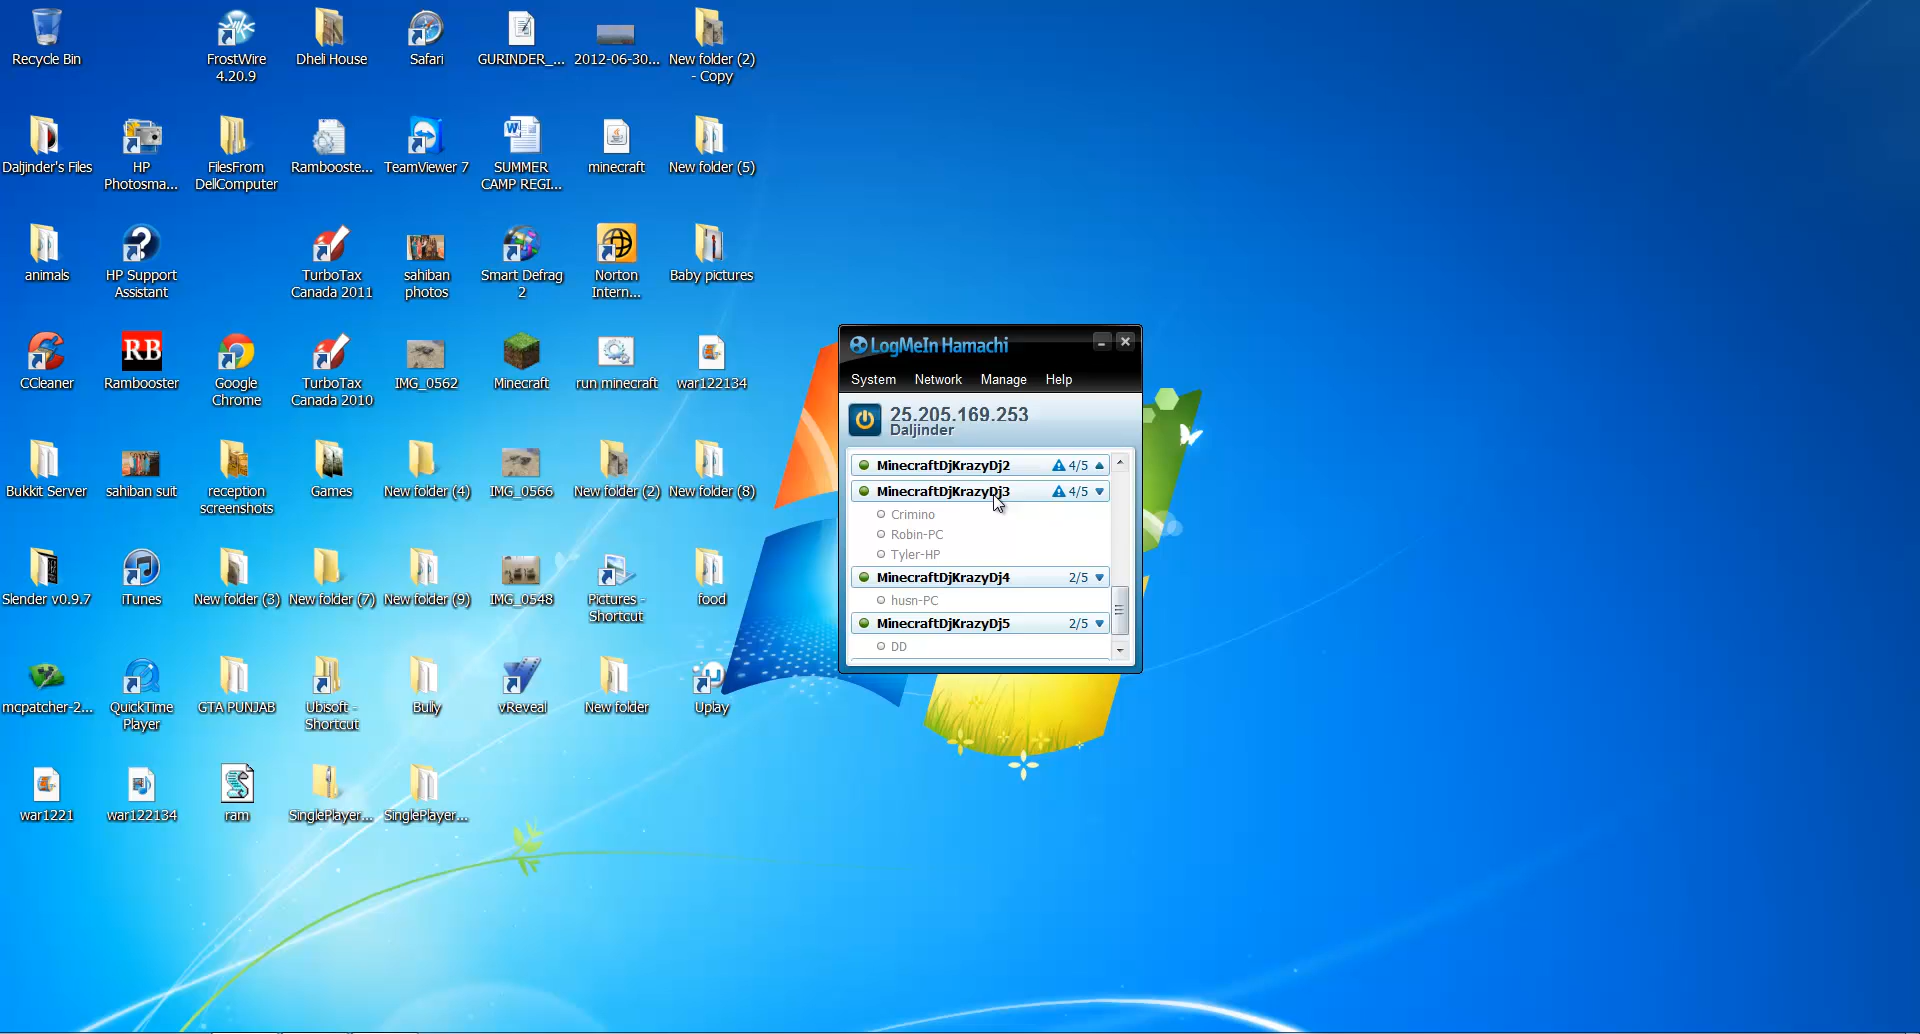 Recycle Bin
FrostWire
4.20.9
Dheli House
Safari
GURINDER_...
2012-06-30...
New folder (2)
- Copy
Daljinder's Files
HP
Photosma...
FilesFrom
DellComputer
Rambooste...
TeamViewer 7
SUMMER
CAMP REGI...
minecraft
New folder (5)
animals
HP Support
Assistant
TurboTax
Canada 2011
sahiban
photos
Smart Defrag
2
Norton
Intern...
Baby pictures
CCleaner
RB
Rambooster
Google
Chrome
TurboTax
Canada 2010
IMG_0562
Minecraft
run minecraft
war122134
Bukkit Server
sahiban suit
reception
screenshots
Games
New folder (4)
IMG_0566
New folder (2)
New folder (8)
Slender v0.9.7
iTunes
New folder (3)
New folder (7)
New folder (9)
IMG_0548
Pictures -
Shortcut
food
mcpatcher-2...
QuickTime
Player
GTA PUNJAB
Ubisoft -
Shortcut
Bully
vReveal
New folder
Uplay
war1221
war122134
ram
SinglePlayer...
SinglePlayer...
LogMeIn Hamachi
System Network Manage Help
25.205.169.253
Daljinder
MinecraftDjKrazyDj2 4/5
MinecraftDjKrazyDj3 4/5
Crimino
Robin-PC
Tyler-HP
MinecraftDjKrazyDj4 2/5
husn-PC
MinecraftDjKrazyDj5 2/5
DD